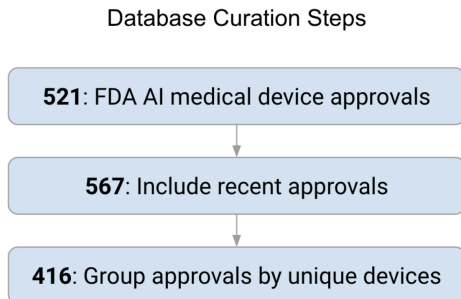 Database Curation Steps
521: FDA AI medical device approvals
567: Include recent approvals
416: Group approvals by unique devices